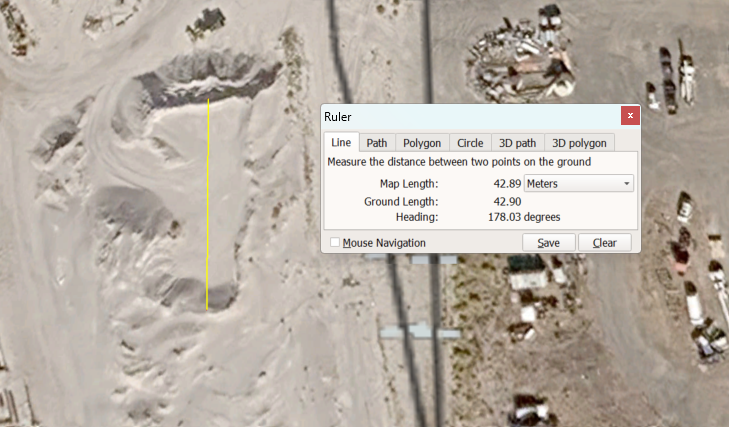 Ruler
x
Line Path Polygon Circle 3D path 3D polygon
Measure the distance between two points on the ground
Map Length: 42.89 Meters
Ground Length: 42.90
Heading: 178.03 degrees
Mouse Navigation Save Clear